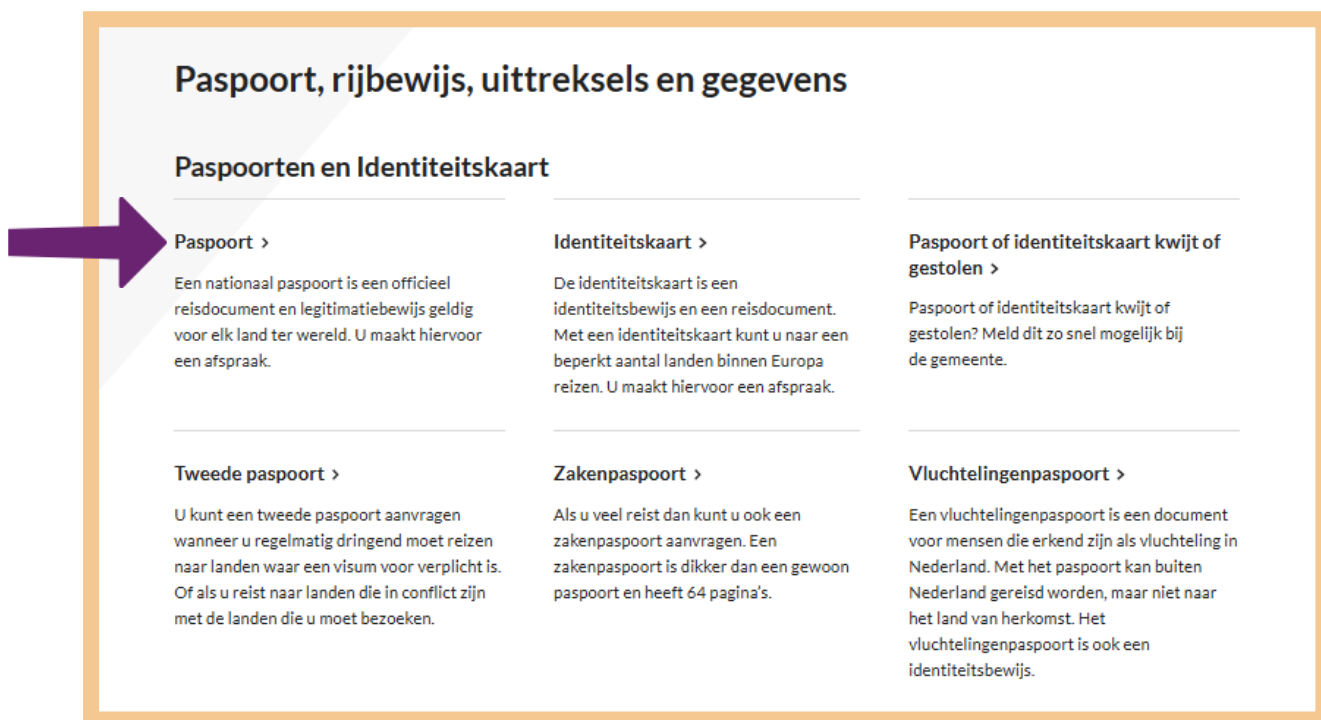 Paspoort, rijbewijs, uittreksels en gegevens
Paspoorten en Identiteitskaart
Paspoort >
Een nationaal paspoort is een officieel
reisdocument en legitimatiebewijs geldig
voor elk land ter wereld. U maakt hiervoor
een afspraak.
Identiteitskaart >
De identiteitskaart is een
identiteitsbewijs en een reisdocument.
Met een identiteitskaart kunt u naar een
beperkt aantal landen binnen Europa
reizen. U maakt hiervoor een afspraak.
Paspoort of identiteitskaart kwijt of
gestolen >
Paspoort of identiteitskaart kwijt of
gestolen? Meld dit zo snel mogelijk bij
de gemeente.
Tweede paspoort >
U kunt een tweede paspoort aanvragen
wanneer u regelmatig dringend moet reizen
naar landen waar een visum voor verplicht is.
Of als u reist naar landen die in conflict zijn
met de landen die u moet bezoeken.
Zakenpaspoort >
Als u veel reist dan kunt u ook een
zakenpaspoort aanvragen. Een
zakenpaspoort is dikker dan een gewoon
paspoort en heeft 64 pagina's.
Vluchtelingenpaspoort >
Een vluchtelingenpaspoort is een document
voor mensen die erkend zijn als vluchteling in
Nederland. Met het paspoort kan buiten
Nederland gereisd worden, maar niet naar
het land van herkomst. Het
vluchtelingenpaspoort is ook een
identiteitsbewijs.